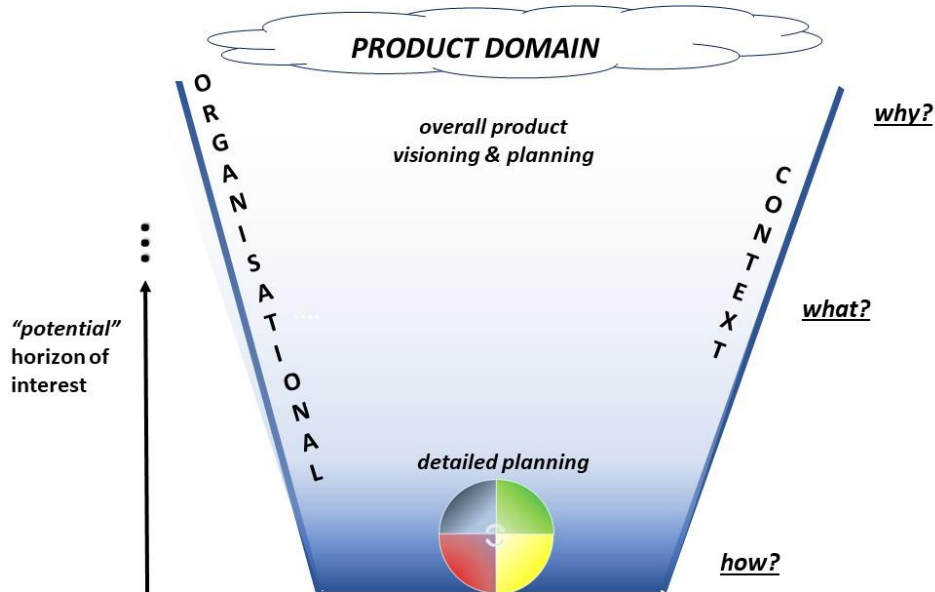 PRODUCT DOMAIN
ORGANISATIONAL
overall product
visioning & planning
why?
CONTEXT
what?
“potential”
horizon of
interest
detailed planning
how?